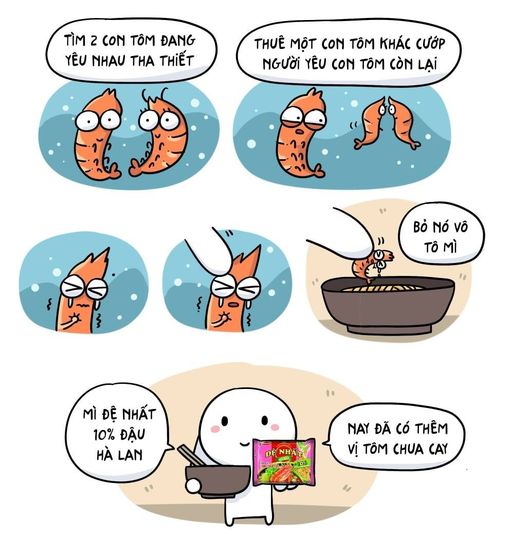 TÌM 2 CON TÔM ĐANG
YÊU NHAU THA THIẾT
THUÊ MỘT CON TÔM KHÁC CƯỚP
NGƯỜI YÊU CON TÔM CÒN LẠI
BỎ NÓ VÔ
TÔ MÌ
MÌ ĐỆ NHẤT
10% ĐẬU
HÀ LAN
ĐỆ NHẤT
NAY ĐÃ CÓ THÊM
VỊ TÔM CHUA CAY